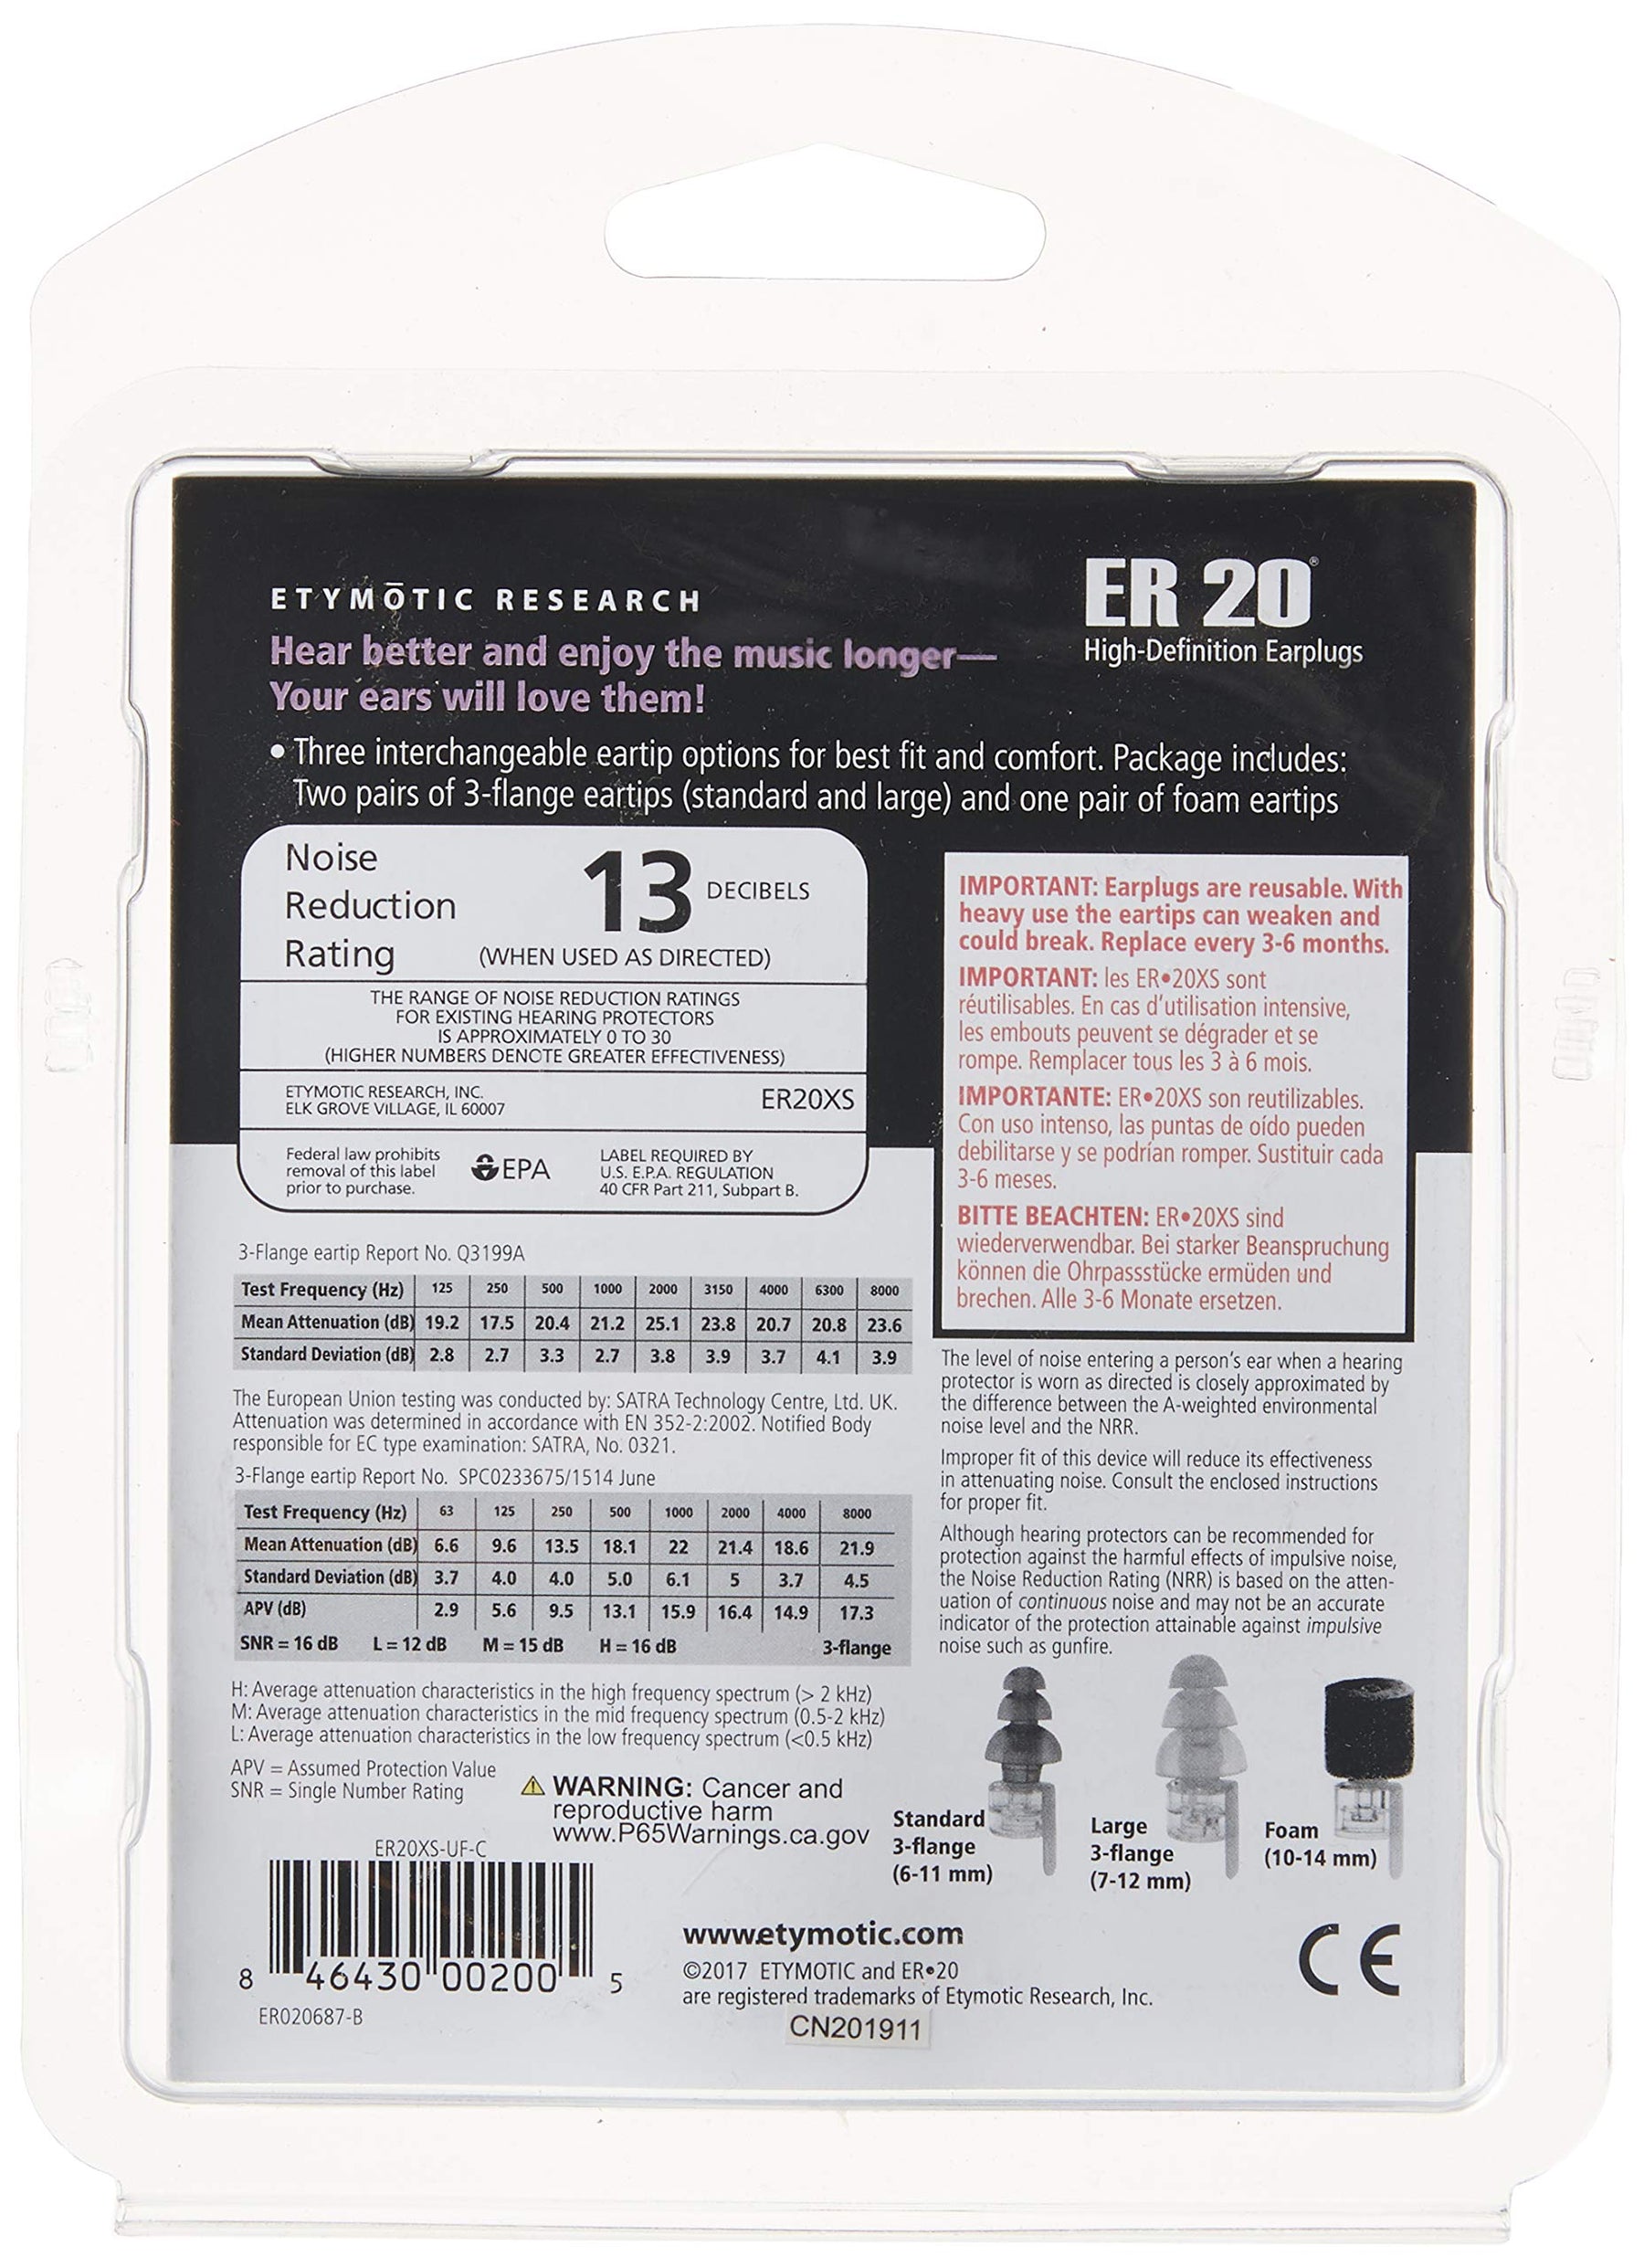 ETYMŌTIC RESEARCH
ER 20®
High-Definition Earplugs
Hear better and enjoy the music longer—
Your ears will love them!
• Three interchangeable eartip options for best fit and comfort. Package includes:
Two pairs of 3-flange eartips (standard and large) and one pair of foam eartips
Noise
Reduction
Rating
13 DECIBELS
(WHEN USED AS DIRECTED)
THE RANGE OF NOISE REDUCTION RATINGS
FOR EXISTING HEARING PROTECTORS
IS APPROXIMATELY 0 TO 30
(HIGHER NUMBERS DENOTE GREATER EFFECTIVENESS)
ETYMOTIC RESEARCH, INC.
ELK GROVE VILLAGE, IL 60007
ER20XS
Federal law prohibits
removal of this label
prior to purchase.
EPA
LABEL REQUIRED BY
U.S. E.P.A. REGULATION
40 CFR Part 211, Subpart B.
IMPORTANT: Earplugs are reusable. With
heavy use the eartips can weaken and
could break. Replace every 3-6 months.
IMPORTANT: les ER•20XS sont
réutilisables. En cas d'utilisation intensive,
les embouts peuvent se dégrader et se
rompe. Remplacer tous les 3 à 6 mois.
IMPORTANTE: ER•20XS son reutilizables.
Con uso intenso, las puntas de oído pueden
debilitarse y se podrían romper. Sustituir cada
3-6 meses.
BITTE BEACHTEN: ER•20XS sind
wiederverwendbar. Bei starker Beanspruchung
können die Ohrpassstücke ermüden und
brechen. Alle 3-6 Monate ersetzen.
3-Flange eartip Report No. Q3199A
Test Frequency (Hz) 125 250 500 1000 2000 3150 4000 6300 8000
Mean Attenuation (dB) 19.2 17.5 20.4 21.2 25.1 23.8 20.7 20.8 23.6
Standard Deviation (dB) 2.8 2.7 3.3 2.7 3.8 3.9 3.7 4.1 3.9
The European Union testing was conducted by: SATRA Technology Centre, Ltd. UK.
Attenuation was determined in accordance with EN 352-2:2002. Notified Body
responsible for EC type examination: SATRA, No. 0321.
3-Flange eartip Report No. SPC0233675/1514 June
Test Frequency (Hz) 63 125 250 500 1000 2000 4000 8000
Mean Attenuation (dB) 6.6 9.6 13.5 18.1 22 21.4 18.6 21.9
Standard Deviation (dB) 3.7 4.0 4.0 5.0 6.1 5 3.7 4.5
APV (dB) 2.9 5.6 9.5 13.1 15.9 16.4 14.9 17.3
SNR = 16 dB L = 12 dB M = 15 dB H = 16 dB 3-flange
H: Average attenuation characteristics in the high frequency spectrum (> 2 kHz)
M: Average attenuation characteristics in the mid frequency spectrum (0.5-2 kHz)
L: Average attenuation characteristics in the low frequency spectrum (<0.5 kHz)
APV = Assumed Protection Value
SNR = Single Number Rating
The level of noise entering a person's ear when a hearing
protector is worn as directed is closely approximated by
the difference between the A-weighted environmental
noise level and the NRR.
Improper fit of this device will reduce its effectiveness
in attenuating noise. Consult the enclosed instructions
for proper fit.
Although hearing protectors can be recommended for
protection against the harmful effects of impulsive noise,
the Noise Reduction Rating (NRR) is based on the atten-
uation of continuous noise and may not be an accurate
indicator of the protection attainable against impulsive
noise such as gunfire.
WARNING: Cancer and
reproductive harm
www.P65Warnings.ca.gov
Standard
3-flange
(6-11 mm)
Large
3-flange
(7-12 mm)
Foam
(10-14 mm)
ER20XS-UF-C
8 46430 00200 5
ER020687-B
www.etymotic.com
©2017 ETYMOTIC and ER•20
are registered trademarks of Etymotic Research, Inc.
CN201911
CE